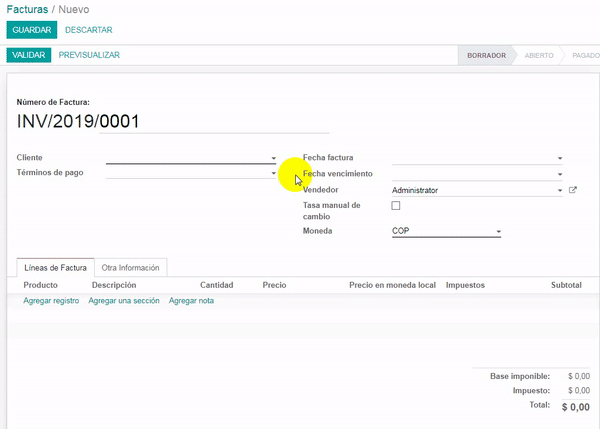 Facturas / Nuevo
GUARDAR DESCARTAR
VALIDAR PREVISUALIZAR BORRADOR ABIERTO PAGADO
Número de Factura:
INV/2019/0001
Cliente Fecha factura
Términos de pago Fecha vencimiento
Vendedor Administrator
Tasa manual de
cambio
Moneda COP
Líneas de Factura Otra Información
Producto Descripción Cantidad Precio Precio en moneda local Impuestos Subtotal
Agregar registro Agregar una sección Agregar nota
Base imponible: $ 0,00
Impuesto: $ 0,00
Total: $ 0,00